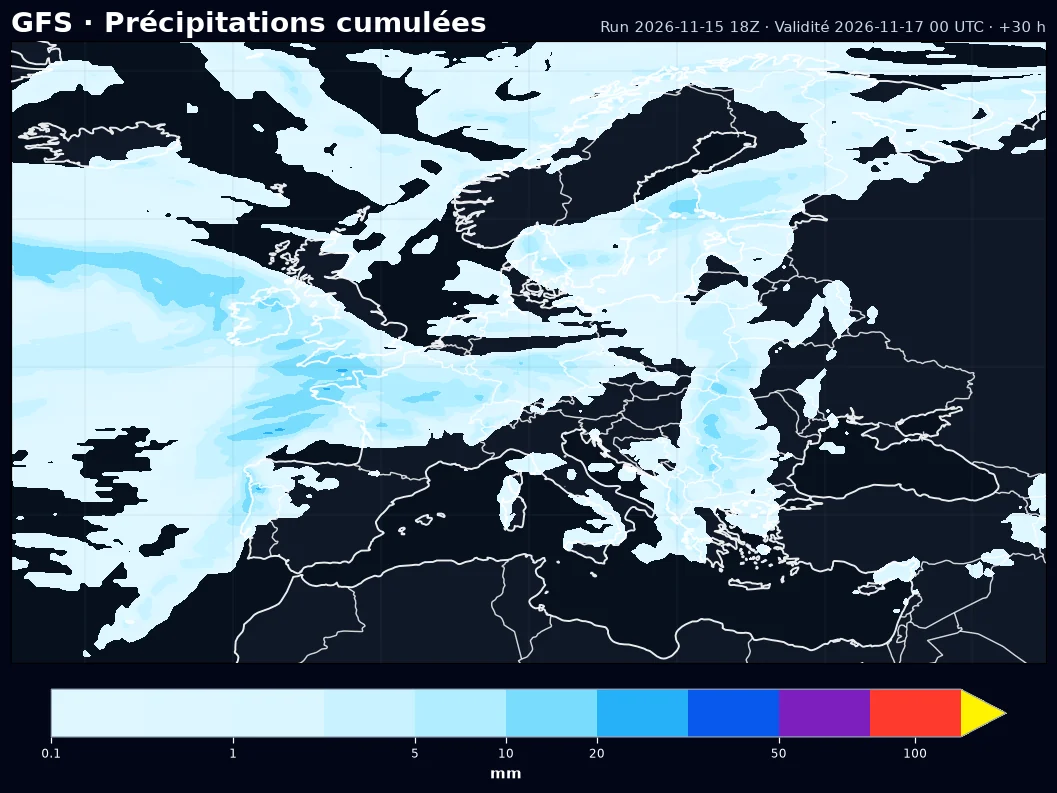 GFS · Précipitations cumulées
Run 2026-11-15 18Z · Validité 2026-11-17 00 UTC · +30 h
0.1 1 5 10 20 50 100
mm